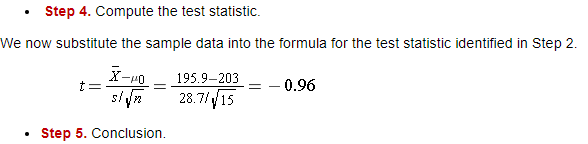 • Step 4. Compute the test statistic.
We now substitute the sample data into the formula for the test statistic identified in Step 2.
t = (X̄−μ0)/(s/√n) = (195.9−203)/(28.7/√15) = − 0.96
• Step 5. Conclusion.